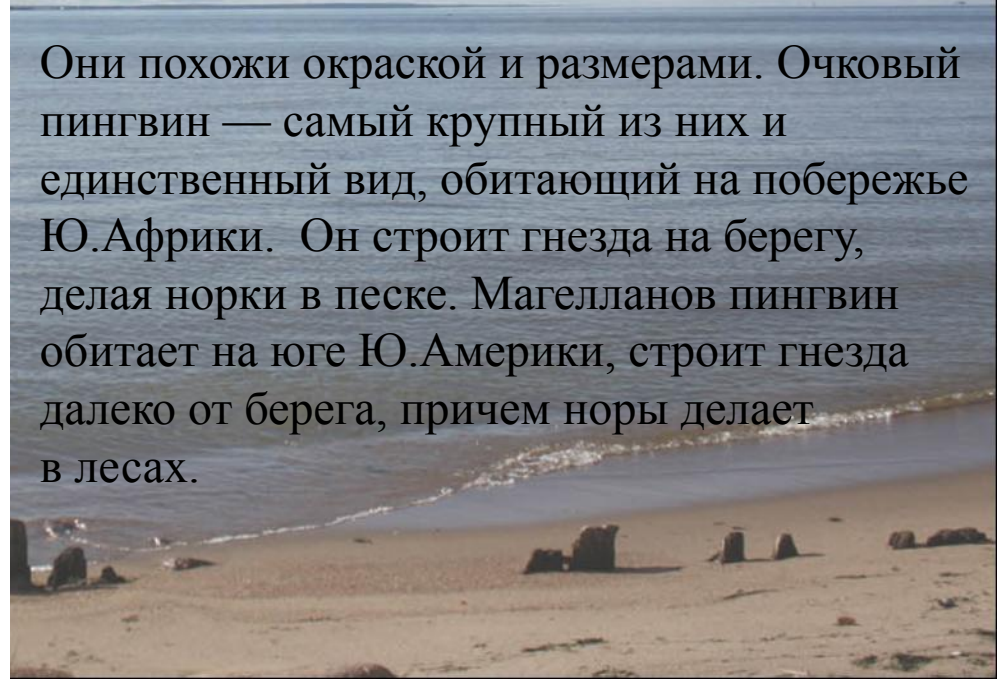 Они похожи окраской и размерами. Очковый
пингвин — самый крупный из них и
единственный вид, обитающий на побережье
Ю.Африки.  Он строит гнезда на берегу,
делая норки в песке. Магелланов пингвин
обитает на юге Ю.Америки, строит гнезда
далеко от берега, причем норы делает
в лесах.